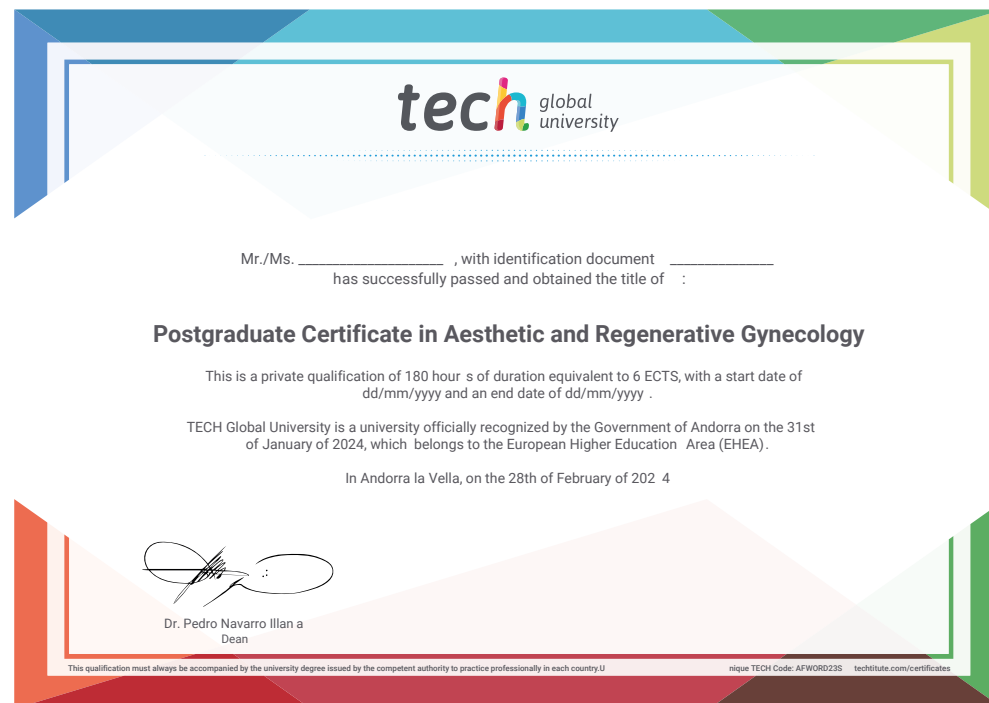 tech global
university
Mr./Ms. _________________ , with identification document _____________
has successfully passed and obtained the title of :
Postgraduate Certificate in Aesthetic and Regenerative Gynecology
This is a private qualification of 180 hour s of duration equivalent to 6 ECTS, with a start date of
dd/mm/yyyy and an end date of dd/mm/yyyy .
TECH Global University is a university officially recognized by the Government of Andorra on the 31st
of January of 2024, which belongs to the European Higher Education Area (EHEA).
In Andorra la Vella, on the 28th of February of 202 4
Dr. Pedro Navarro Illan a
Dean
This qualification must always be accompanied by the university degree issued by the competent authority to practice professionally in each country.U nique TECH Code: AFWORD23S techtitute.com/certificates